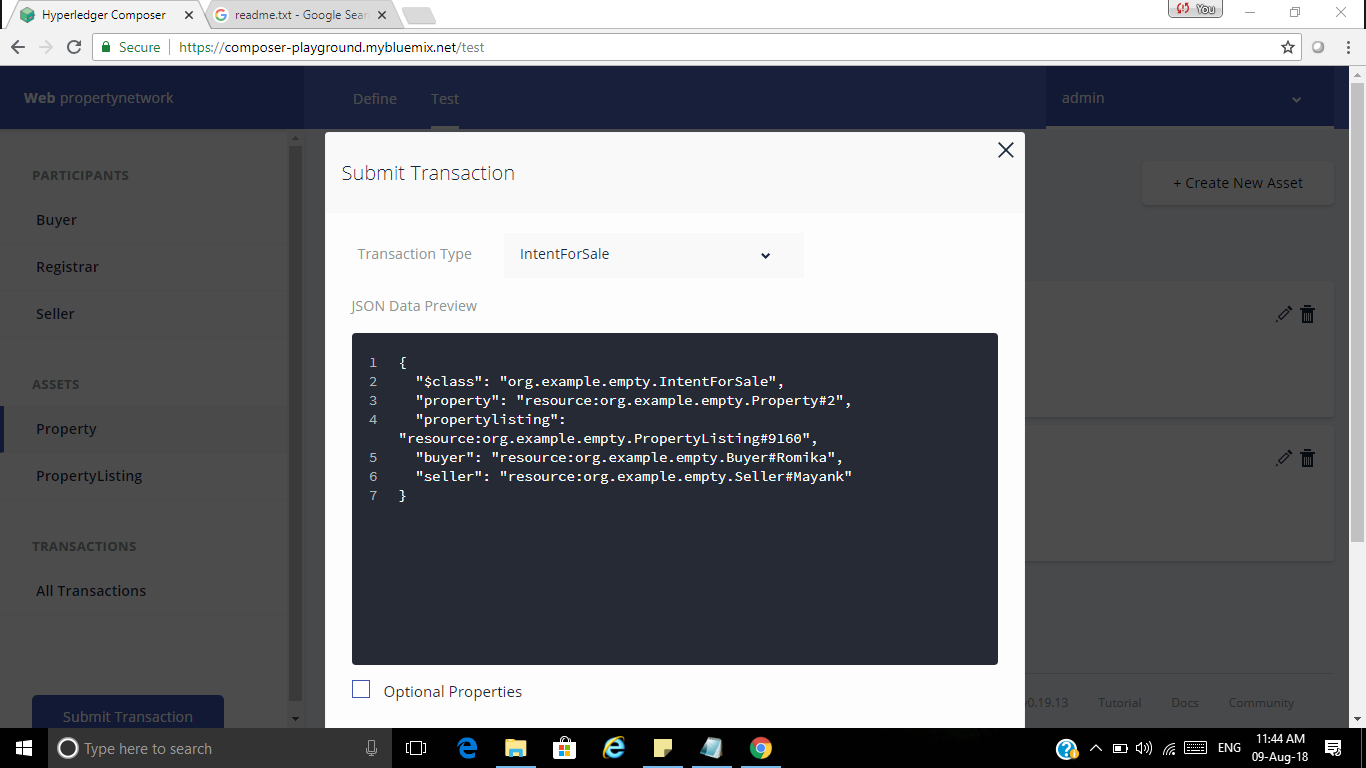 Hyperledger Composer
readme.txt - Google Sear
You
Secure
https://composer-playground.mybluemix.net/test
Web propertynetwork
Define
Test
admin
PARTICIPANTS
Buyer
Registrar
Seller
ASSETS
Property
PropertyListing
TRANSACTIONS
All Transactions
Submit Transaction
+ Create New Asset
Submit Transaction
Transaction Type
IntentForSale
JSON Data Preview
1 {
2 "$class": "org.example.empty.IntentForSale",
3 "property": "resource:org.example.empty.Property#2",
4 "propertylisting":
"resource:org.example.empty.PropertyListing#9160",
5 "buyer": "resource:org.example.empty.Buyer#Romika",
6 "seller": "resource:org.example.empty.Seller#Mayank"
7 }
Optional Properties
v0.19.13
Tutorial
Docs
Community
Type here to search
ENG
11:44 AM
09-Aug-18